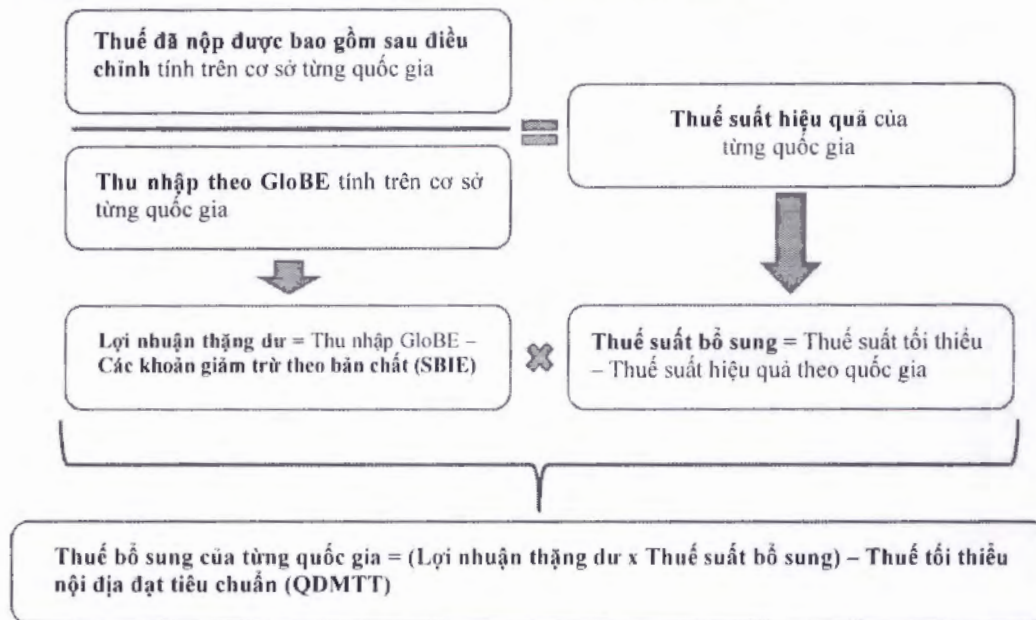 Thuế đã nộp được bao gồm sau điều
chỉnh tính trên cơ sở từng quốc gia
Thuế suất hiệu quả của
từng quốc gia
Thu nhập theo GloBE tính trên cơ sở
từng quốc gia
Lợi nhuận thặng dư = Thu nhập GloBE –
Các khoản giảm trừ theo bản chất (SBIE)
Thuế suất bổ sung = Thuế suất tối thiểu
– Thuế suất hiệu quả theo quốc gia
Thuế bổ sung của từng quốc gia = (Lợi nhuận thặng dư x Thuế suất bổ sung) – Thuế tối thiểu
nội địa đạt tiêu chuẩn (QDMTT)